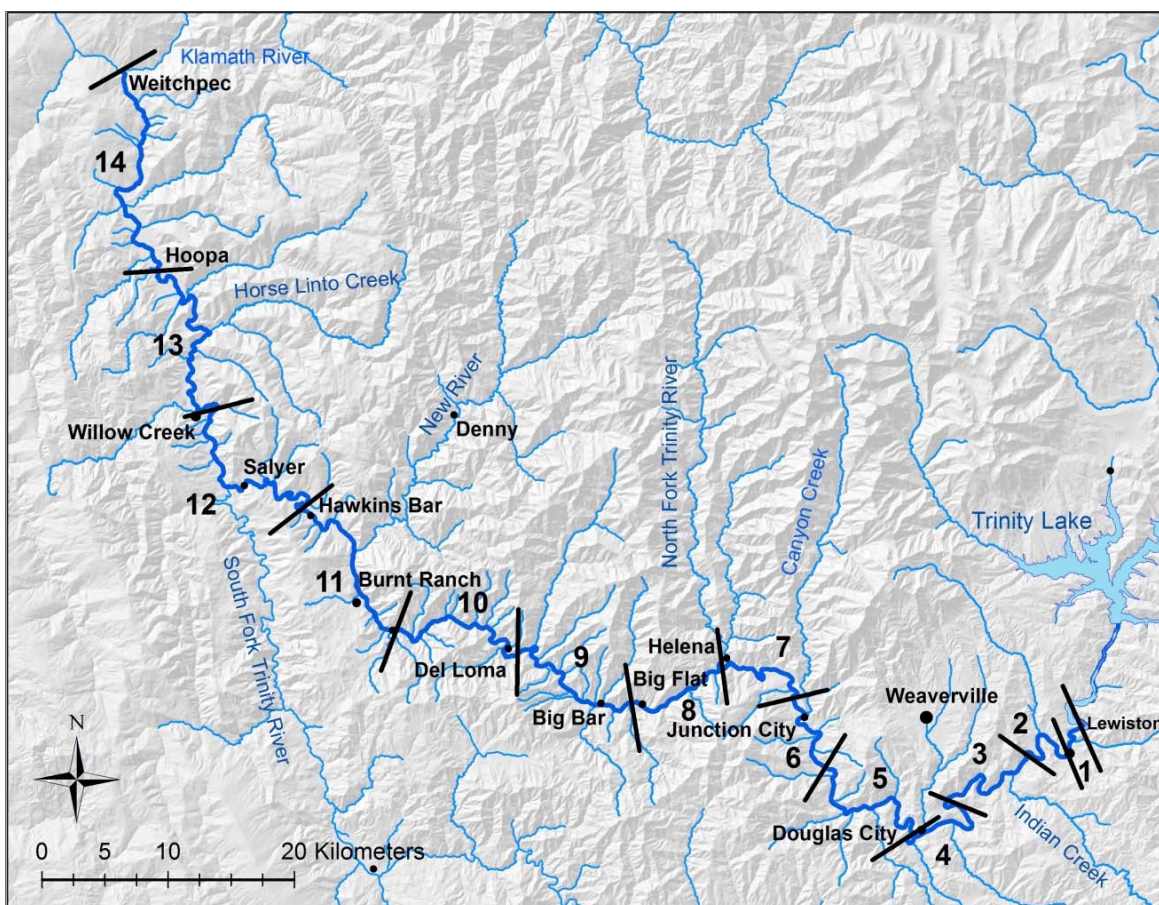 Klamath River
Weitchpec
14
Hoopa
Horse Linto Creek
13
New River
North Fork Trinity River
Canyon Creek
Willow Creek
Denny
Salyer
12
Hawkins Bar
Trinity Lake
South Fork Trinity River
11
Burnt Ranch
10
Del Loma
9
Helena
7
Big Flat
Big Bar
8
Junction City
Weaverville
Lewiston
2
1
6
3
5
N
Douglas City
4
Indian Creek
0 10 20 Kilometers